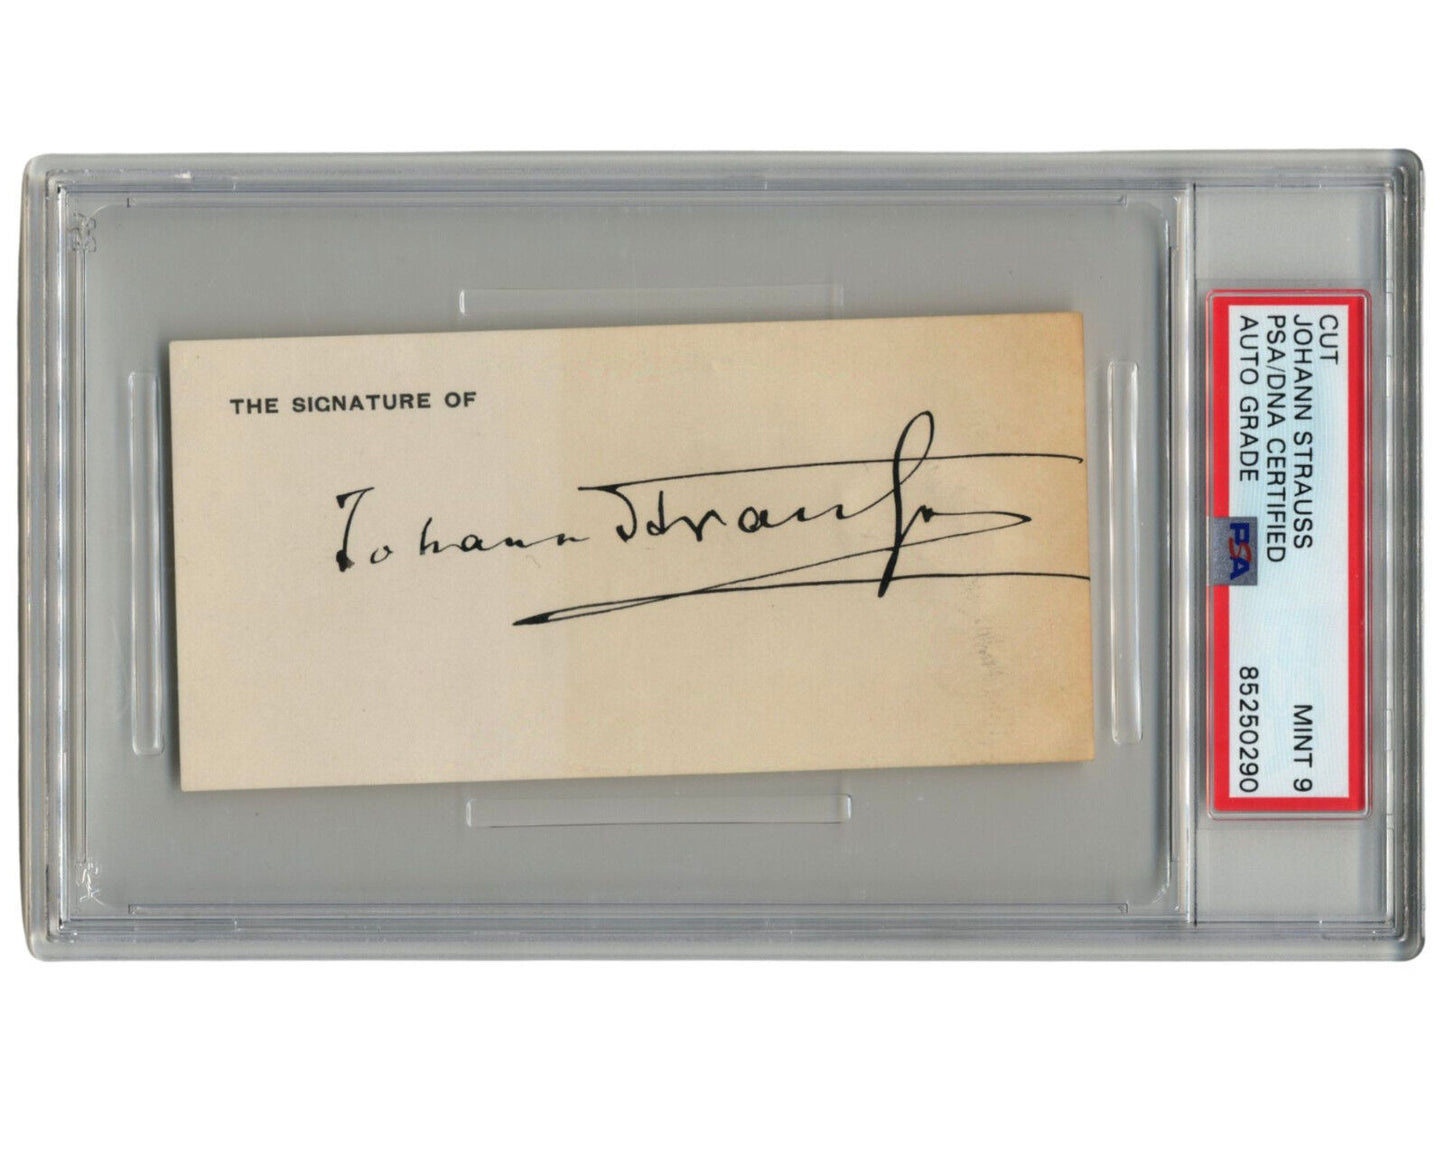 THE SIGNATURE OF
Johann Strauss
CUT
JOHANN STRAUSS
PSA/DNA CERTIFIED MINT 9
AUTO GRADE 85250290
PSA